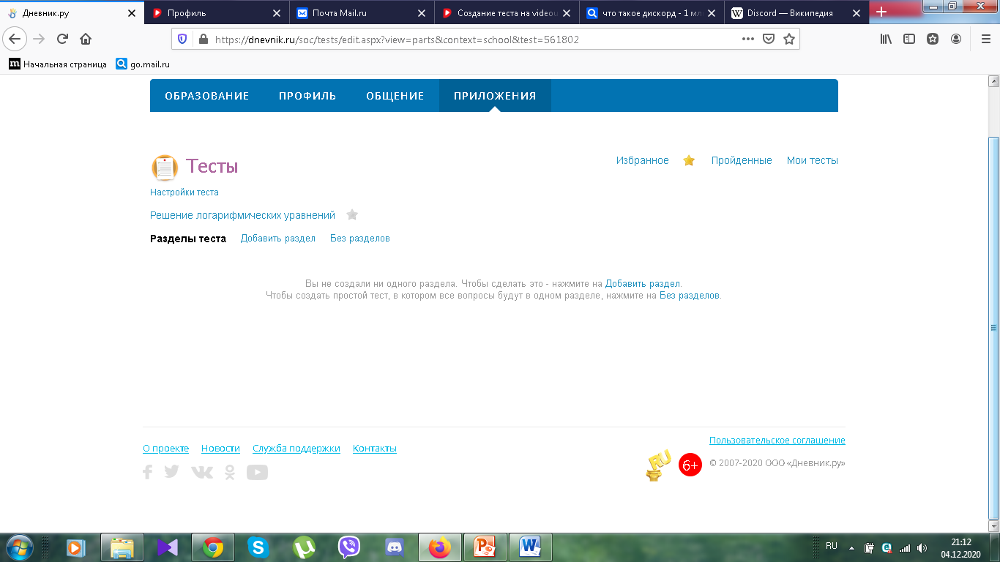 Дневник.ру
Профиль
Почта Mail.ru
Создание теста на videou
что такое дискорд - 1 мл
Discord — Википедия
https://dnevnik.ru/soc/tests/edit.aspx?view=parts&context=school&test=561802
Начальная страница
go.mail.ru
ОБРАЗОВАНИЕ ПРОФИЛЬ ОБЩЕНИЕ ПРИЛОЖЕНИЯ
Тесты
Избранное Пройденные Мои тесты
Настройки теста
Решение логарифмических уравнений
Разделы теста Добавить раздел Без разделов
Вы не создали ни одного раздела. Чтобы сделать это - нажмите на Добавить раздел.
Чтобы создать простой тест, в котором все вопросы будут в одном разделе, нажмите на Без разделов.
О проекте Новости Служба поддержки Контакты
Пользовательское соглашение
RU
6+
© 2007-2020 ООО «Дневник.ру»
RU
21:12
04.12.2020